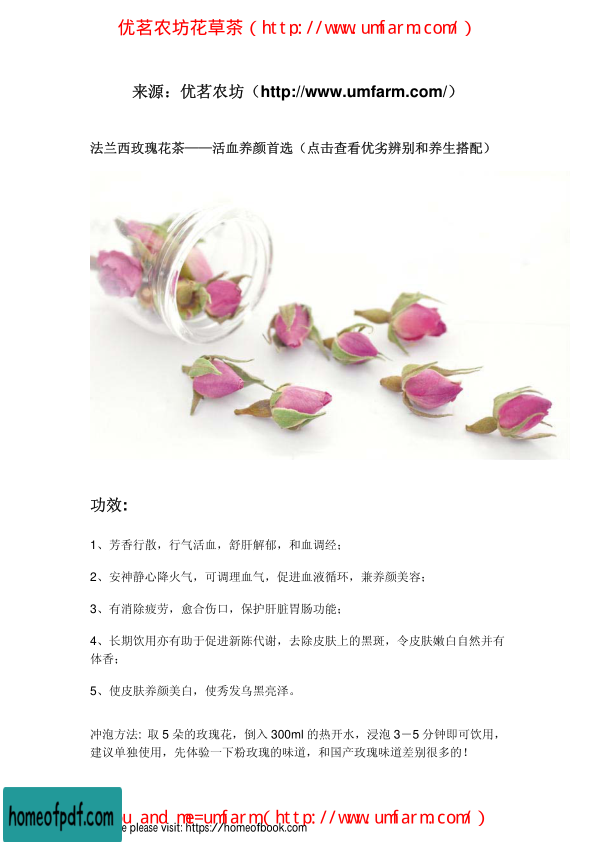 优茗农坊花草茶（http://www.umfarm.com/）
来源：优茗农坊（http://www.umfarm.com/）
法兰西玫瑰花茶——活血养颜首选（点击查看优劣辨别和养生搭配）
功效:
1、芳香行散，行气活血，舒肝解郁，和血调经；
2、安神静心降火气，可调理血气，促进血液循环，兼养颜美容；
3、有消除疲劳，愈合伤口，保护肝脏胃肠功能；
4、长期饮用亦有助于促进新陈代谢，去除皮肤上的黑斑，令皮肤嫩白自然并有
体香；
5、使皮肤养颜美白，使秀发乌黑亮泽。
冲泡方法: 取 5 朵的玫瑰花，倒入 300ml 的热开水，浸泡 3－5 分钟即可饮用，
建议单独使用，先体验一下粉玫瑰的味道，和国产玫瑰味道差别很多的！
homeofpdf.com
and me=umfarm(http://www.umfarm.com/)
please visit: https://homeofbook.com